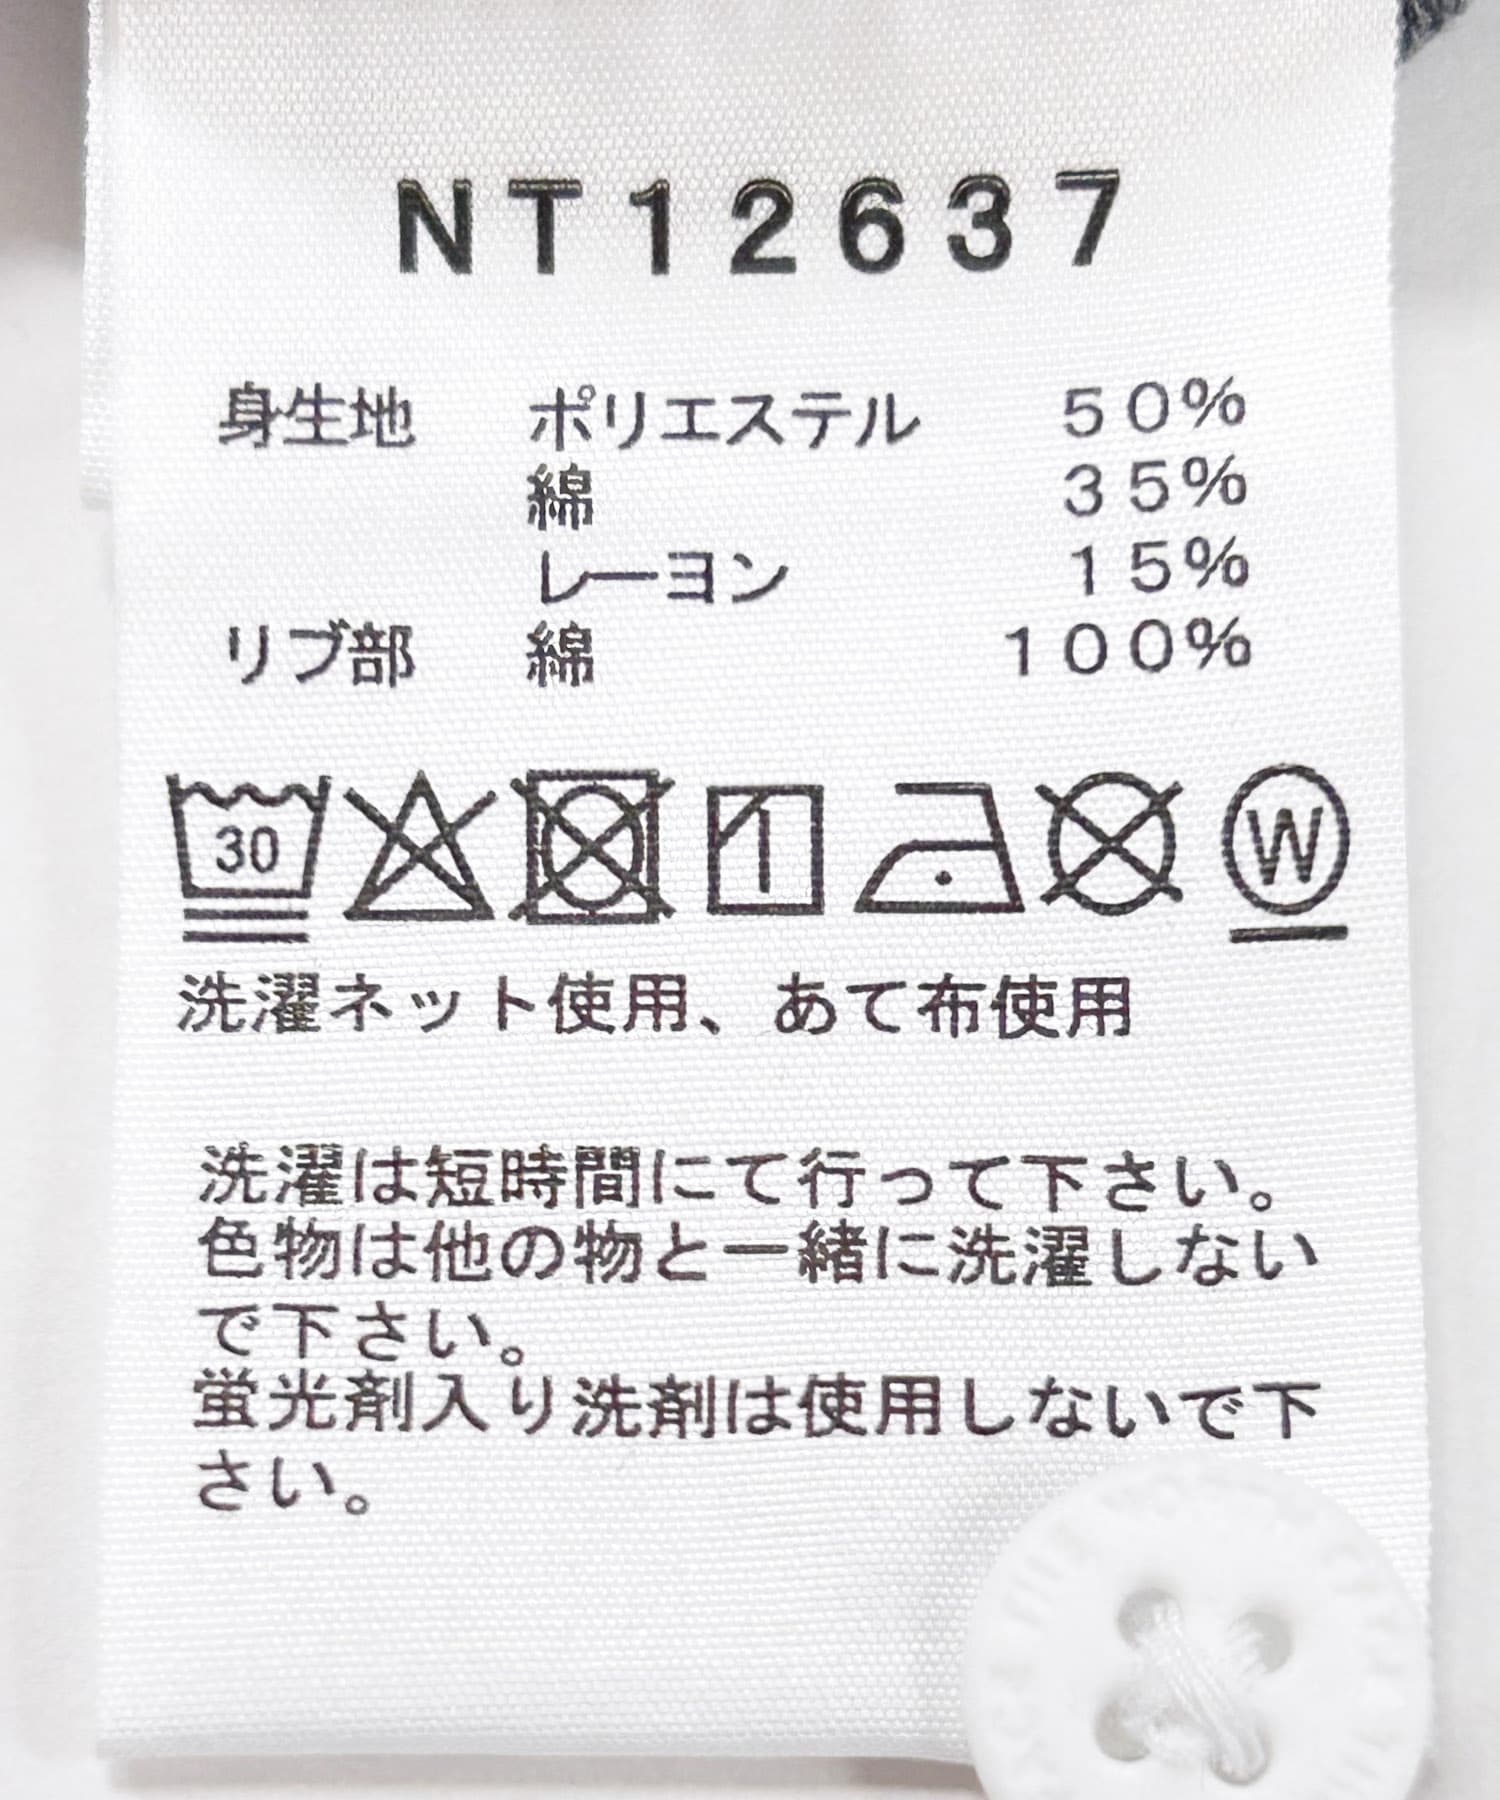 NT12637
身生地 ポリエステル 50%
綿 35%
レーヨン 15%
リブ部 綿 100%
30 W
洗濯ネット使用、あて布使用
洗濯は短時間にて行って下さい。
色物は他の物と一緒に洗濯しない
で下さい。
蛍光剤入り洗剤は使用しないで下
さい。